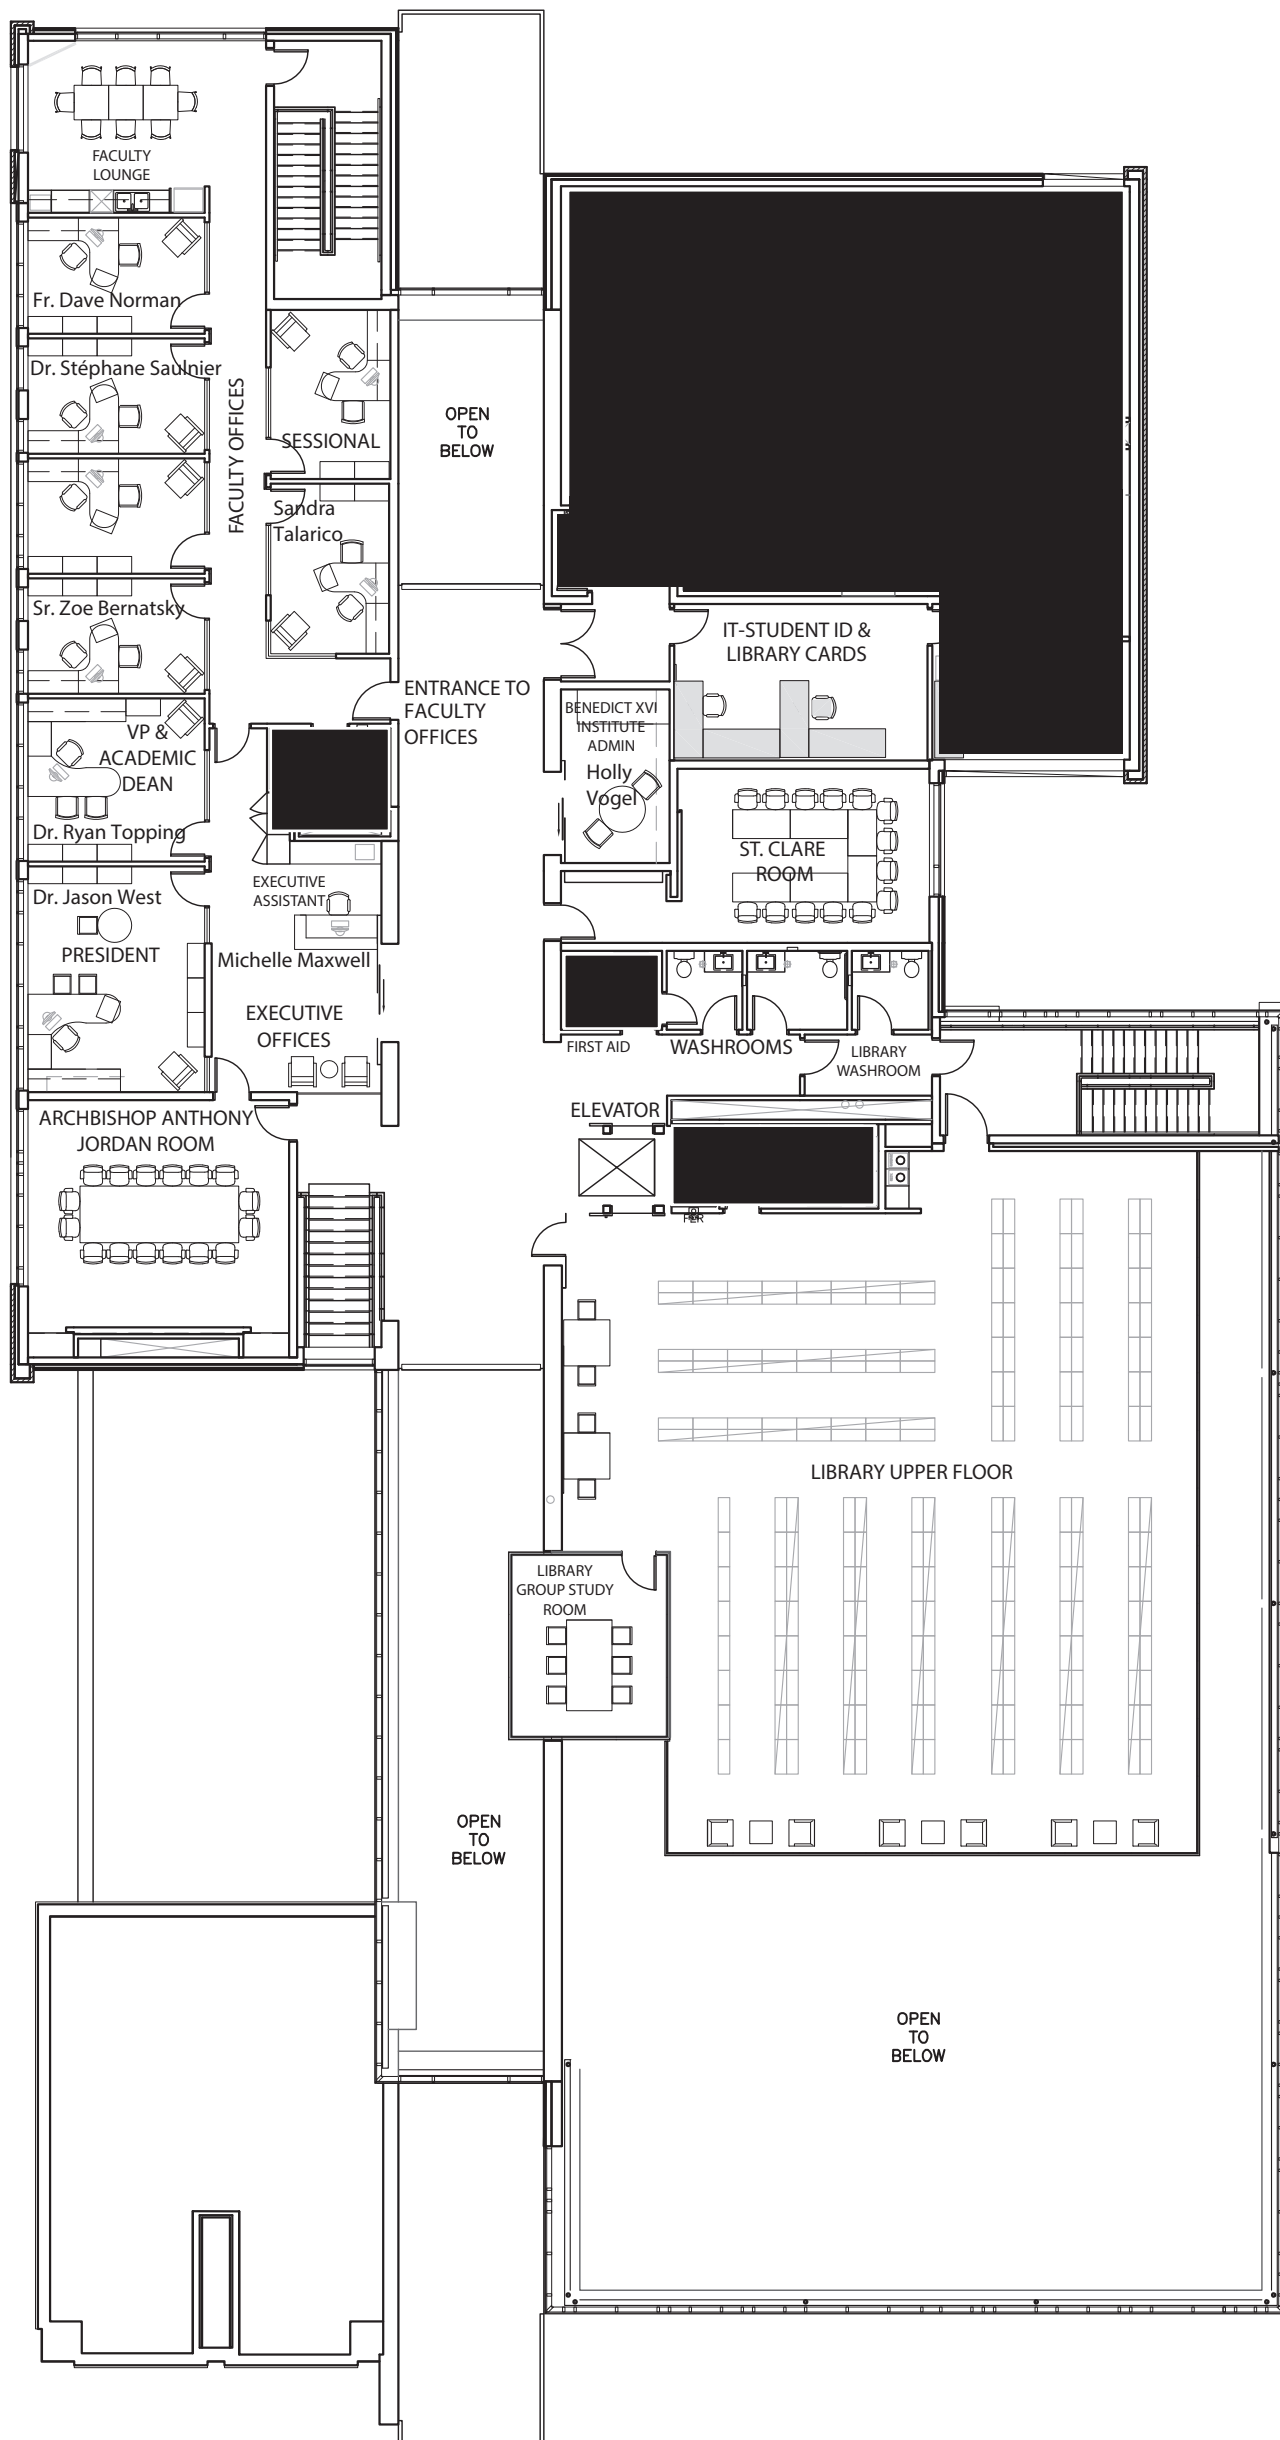 FACULTY
LOUNGE
Fr. Dave Norman
Dr. Stéphane Saulnier
FACULTY OFFICES
SESSIONAL
OPEN
TO
BELOW
Sandra
Talarico
Sr. Zoe Bernatsky
IT-STUDENT ID &
LIBRARY CARDS
ENTRANCE TO
FACULTY
OFFICES
BENEDICT XVI
INSTITUTE
ADMIN
Holly
Vogel
VP &
ACADEMIC
DEAN
Dr. Ryan Topping
ST. CLARE
ROOM
EXECUTIVE
ASSISTANT
Dr. Jason West
PRESIDENT
Michelle Maxwell
EXECUTIVE
OFFICES
FIRST AID
WASHROOMS
LIBRARY
WASHROOM
ELEVATOR
ARCHBISHOP ANTHONY
JORDAN ROOM
LIBRARY UPPER FLOOR
LIBRARY
GROUP STUDY
ROOM
OPEN
TO
BELOW
OPEN
TO
BELOW